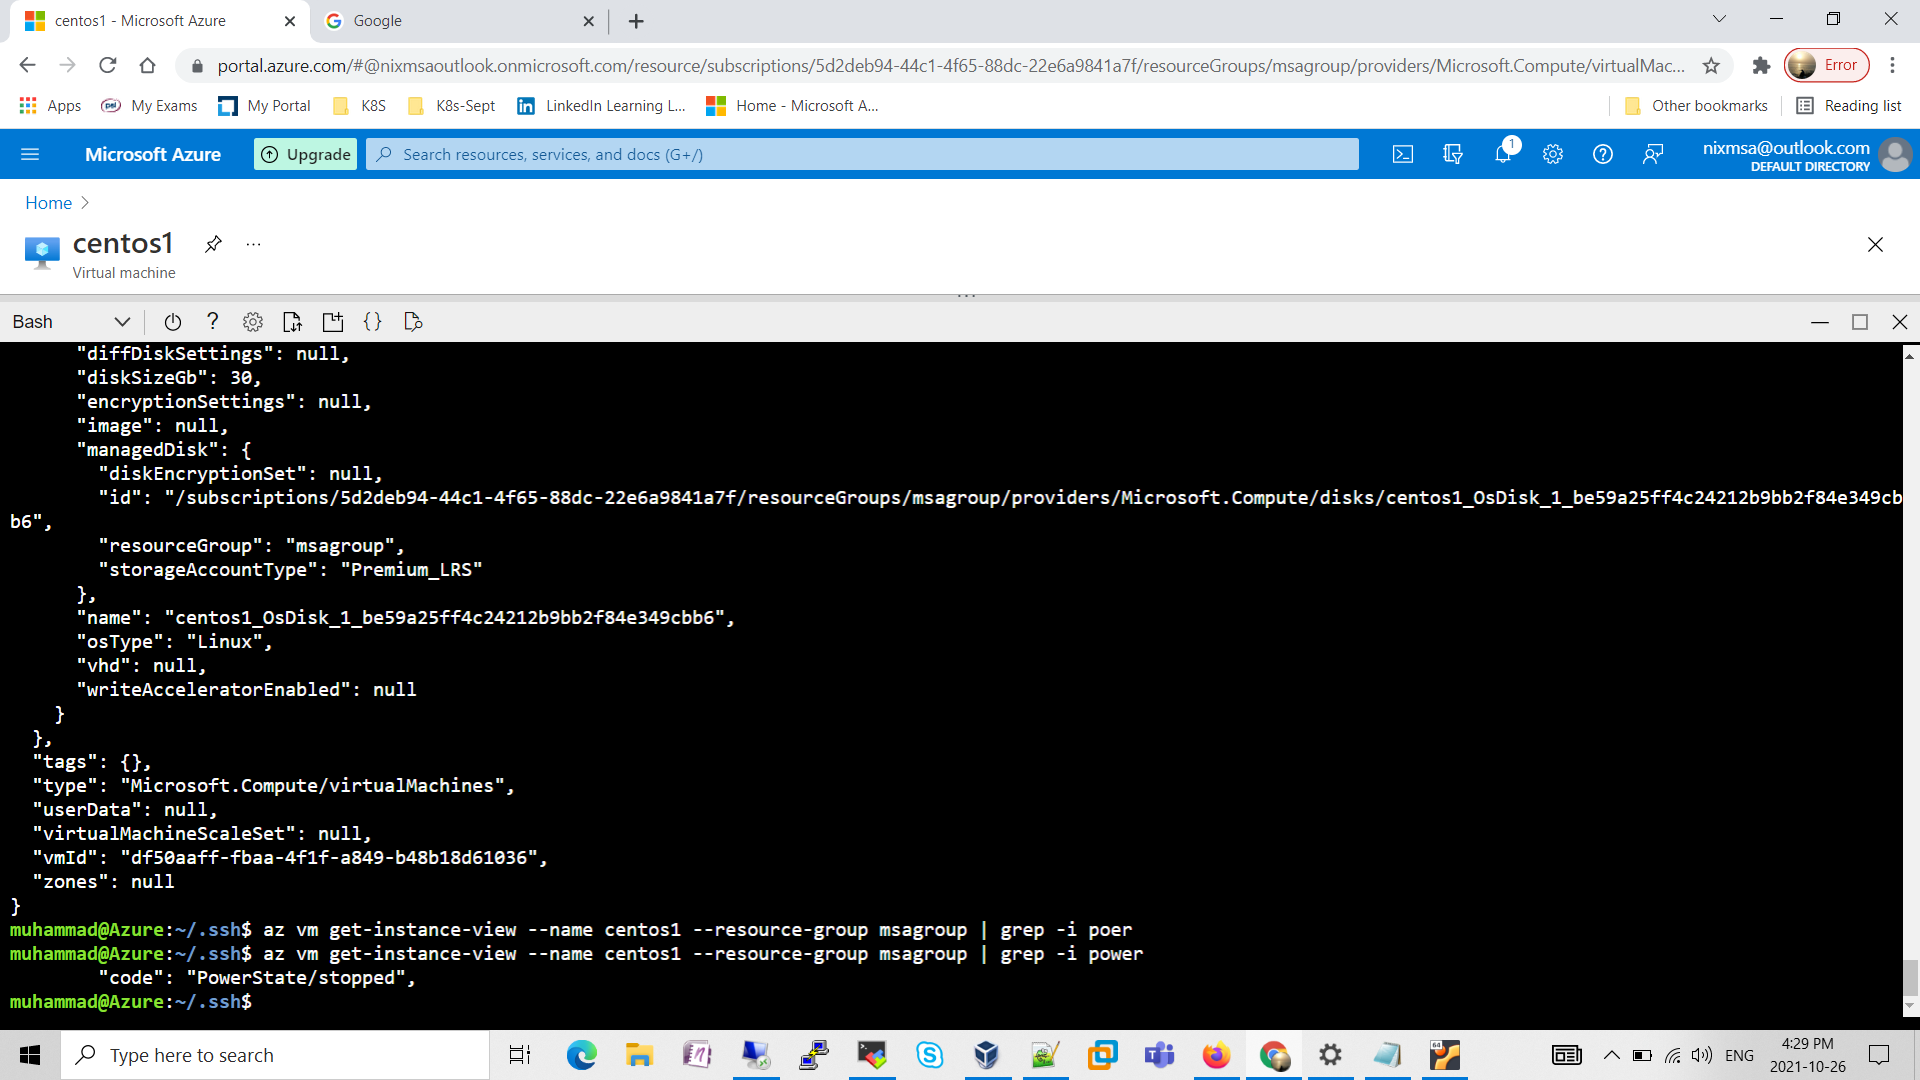 centos1 - Microsoft Azure
Google
portal.azure.com/#@nixmsaoutlook.onmicrosoft.com/resource/subscriptions/5d2deb94-44c1-4f65-88dc-22e6a9841a7f/resourceGroups/msagroup/providers/Microsoft.Compute/virtualMac...
Error
Apps
My Exams
My Portal
K8S
K8s-Sept
LinkedIn Learning L...
Home - Microsoft A...
Other bookmarks
Reading list
Microsoft Azure
Upgrade
Search resources, services, and docs (G+/)
1
nixmsa@outlook.com
DEFAULT DIRECTORY
Home >
centos1
Virtual machine
Bash
"diffDiskSettings": null,
"diskSizeGb": 30,
"encryptionSettings": null,
"image": null,
"managedDisk": {
"diskEncryptionSet": null,
"id": "/subscriptions/5d2deb94-44c1-4f65-88dc-22e6a9841a7f/resourceGroups/msagroup/providers/Microsoft.Compute/disks/centos1_OsDisk_1_be59a25ff4c24212b9bb2f84e349cb
b6",
"resourceGroup": "msagroup",
"storageAccountType": "Premium_LRS"
},
"name": "centos1_OsDisk_1_be59a25ff4c24212b9bb2f84e349cbb6",
"osType": "Linux",
"vhd": null,
"writeAcceleratorEnabled": null
}
},
"tags": {},
"type": "Microsoft.Compute/virtualMachines",
"userData": null,
"virtualMachineScaleSet": null,
"vmId": "df50aaff-fbaa-4f1f-a849-b48b18d61036",
"zones": null
}
muhammad@Azure:~/.ssh$ az vm get-instance-view --name centos1 --resource-group msagroup | grep -i poer
muhammad@Azure:~/.ssh$ az vm get-instance-view --name centos1 --resource-group msagroup | grep -i power
"code": "PowerState/stopped",
muhammad@Azure:~/.ssh$
Type here to search
ENG
4:29 PM
2021-10-26